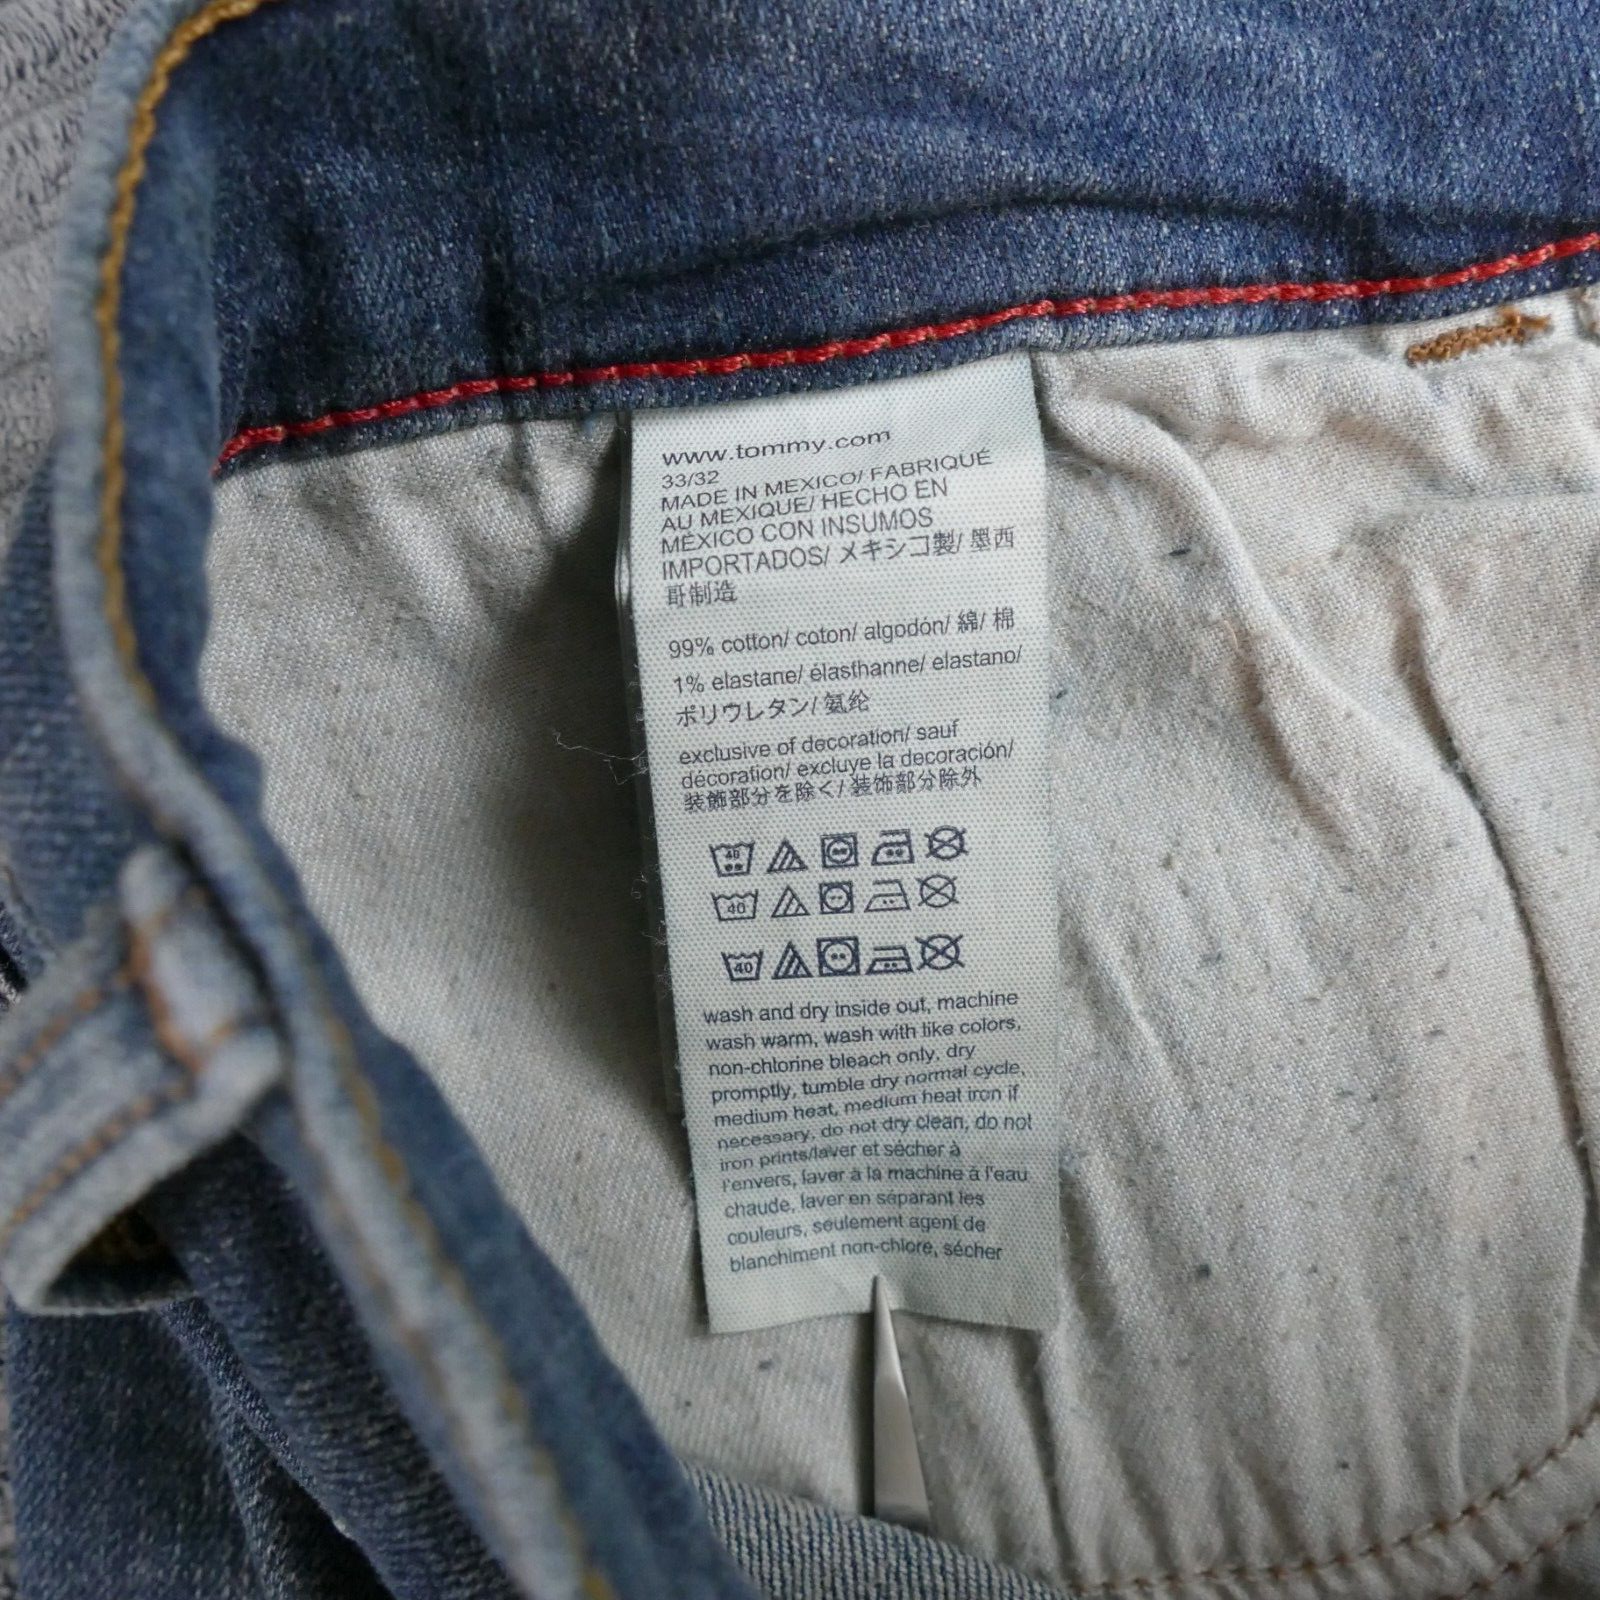 www.tommy.com
33/32
MADE IN MEXICO/ FABRIQUÉ
AU MEXIQUE/ HECHO EN
MÉXICO CON INSUMOS
IMPORTADOS/ メキシコ製/ 墨西
哥制造
99% cotton/ coton/ algodón/ 綿/ 棉
1% elastane/ élasthanne/ elastano/
ポリウレタン/ 氨纶
exclusive of decoration/ sauf
décoration/ excluye la decoración/
装飾部分を除く/ 装饰部分除外
40
40
40
wash and dry inside out, machine
wash warm, wash with like colors,
non-chlorine bleach only, dry
promptly, tumble dry normal cycle,
medium heat, medium heat iron if
necessary, do not dry clean, do not
iron prints/laver et sécher à
l'envers, laver à la machine à l'eau
chaude, laver en séparant les
couleurs, seulement agent de
blanchiment non-chlore, sécher